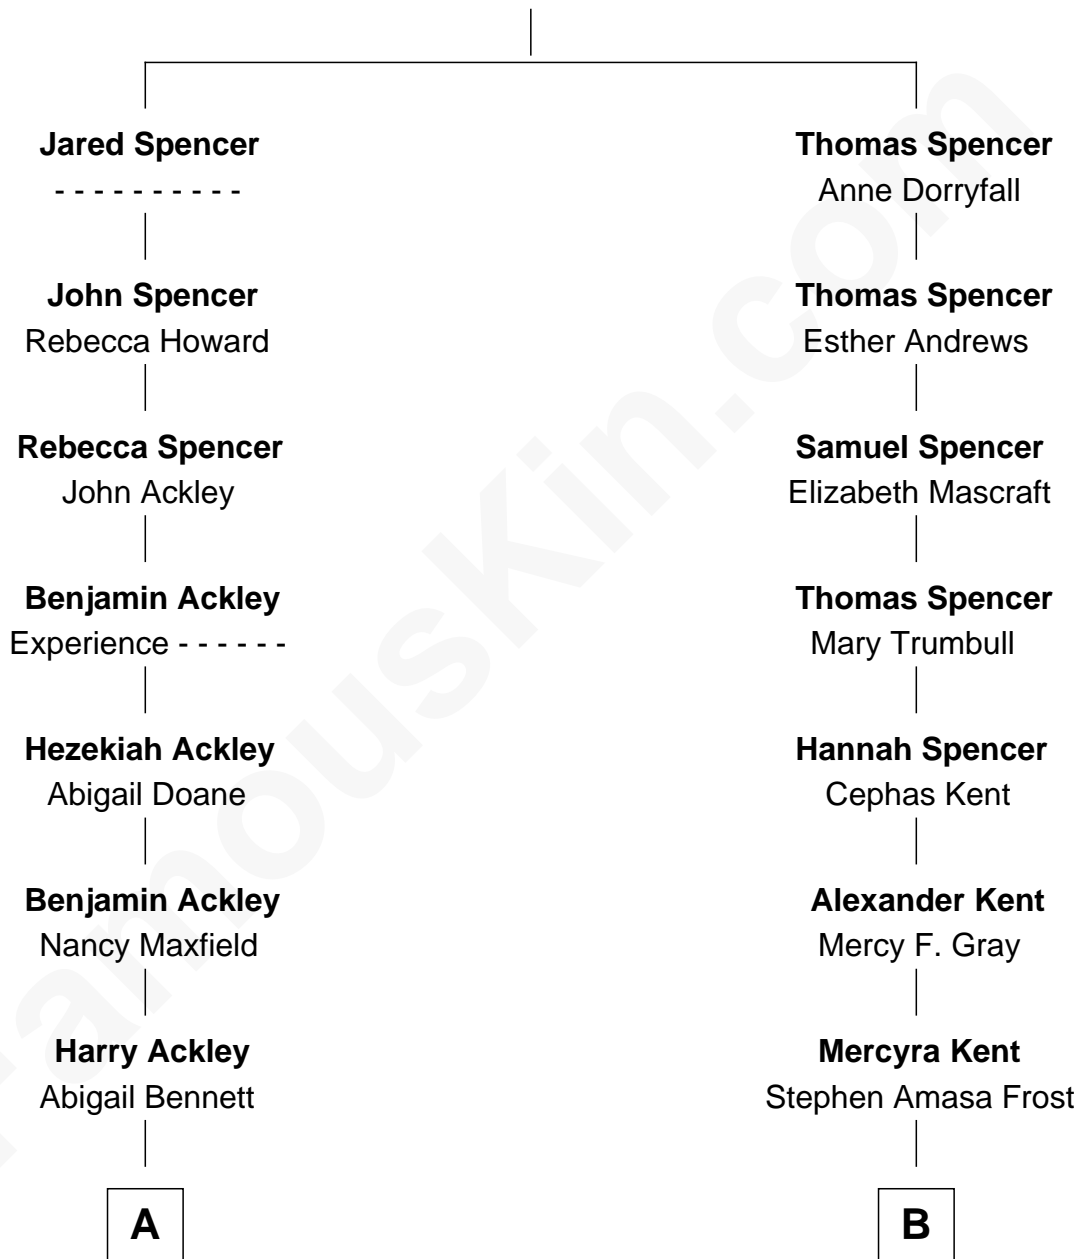 Jared Spencer
- - - - - - - - - -
John Spencer
Rebecca Howard
Rebecca Spencer
John Ackley
Benjamin Ackley
Experience - - - - - -
Hezekiah Ackley
Abigail Doane
Benjamin Ackley
Nancy Maxfield
Harry Ackley
Abigail Bennett
A
Thomas Spencer
Anne Dorryfall
Thomas Spencer
Esther Andrews
Samuel Spencer
Elizabeth Mascraft
Thomas Spencer
Mary Trumbull
Hannah Spencer
Cephas Kent
Alexander Kent
Mercy F. Gray
Mercyra Kent
Stephen Amasa Frost
B
FamousKin.com